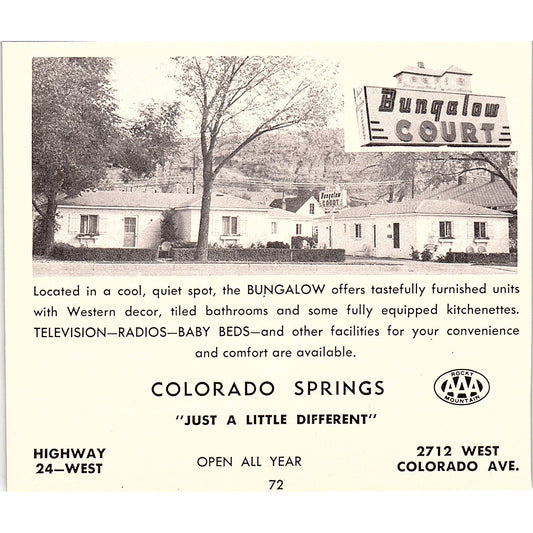 Bungalow
COURT
Bungalow
COURT
Located in a cool, quiet spot, the BUNGALOW offers tastefully furnished units
with Western decor, tiled bathrooms and some fully equipped kitchenettes.
TELEVISION—RADIOS—BABY BEDS—and other facilities for your convenience
and comfort are available.
COLORADO SPRINGS
ROCKY
AAA
MOUNTAIN
"JUST A LITTLE DIFFERENT"
HIGHWAY
24—WEST
OPEN ALL YEAR
2712 WEST
COLORADO AVE.
72